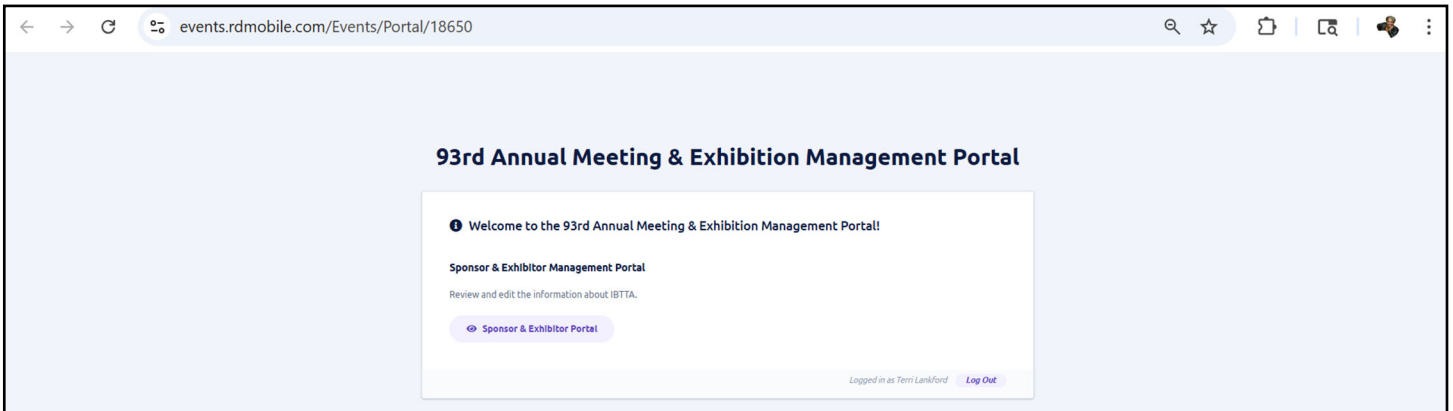 events.rdmobile.com/Events/Portal/18650
93rd Annual Meeting & Exhibition Management Portal
Welcome to the 93rd Annual Meeting & Exhibition Management Portal!
Sponsor & Exhibitor Management Portal
Review and edit the information about IBTTA.
Sponsor & Exhibitor Portal
Logged in as Terri Lankford Log Out